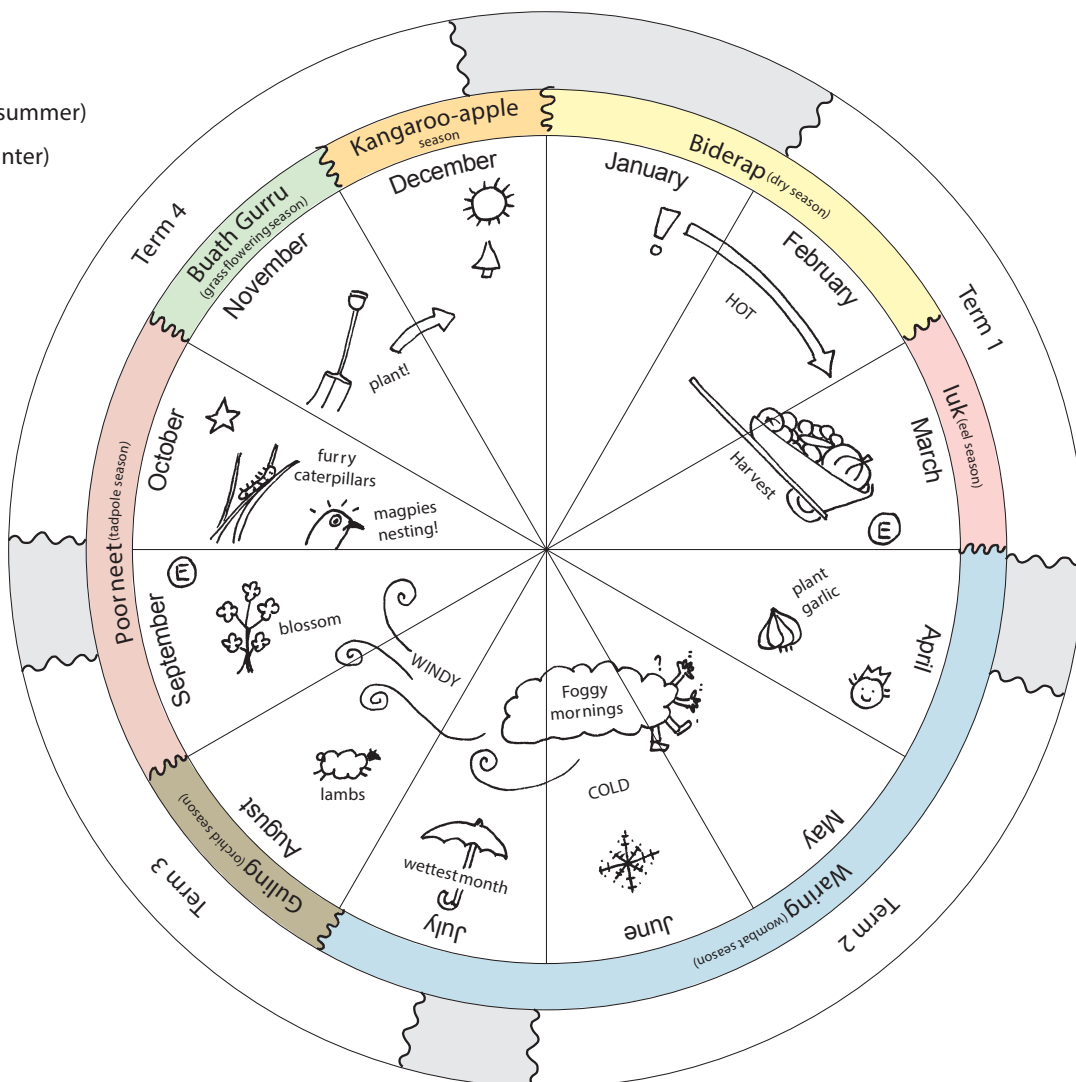 summer)
nter)
Kangaroo-apple
season
Biderap (dry season)
Iuk (eel season)
Waring (wombat season)
Guling (orchid season)
Poorneet (tadpole season)
Buath Gurru
(grass flowering season)
Term 1
Term 2
Term 3
Term 4
January
!
HOT
February
March
Harvest
E
April
plant
garlic
May
June
COLD
Foggy
mornings
July
wettest month
August
lambs
WINDY
September
E
blossom
October
furry
caterpillars
magpies
nesting!
November
plant!
December